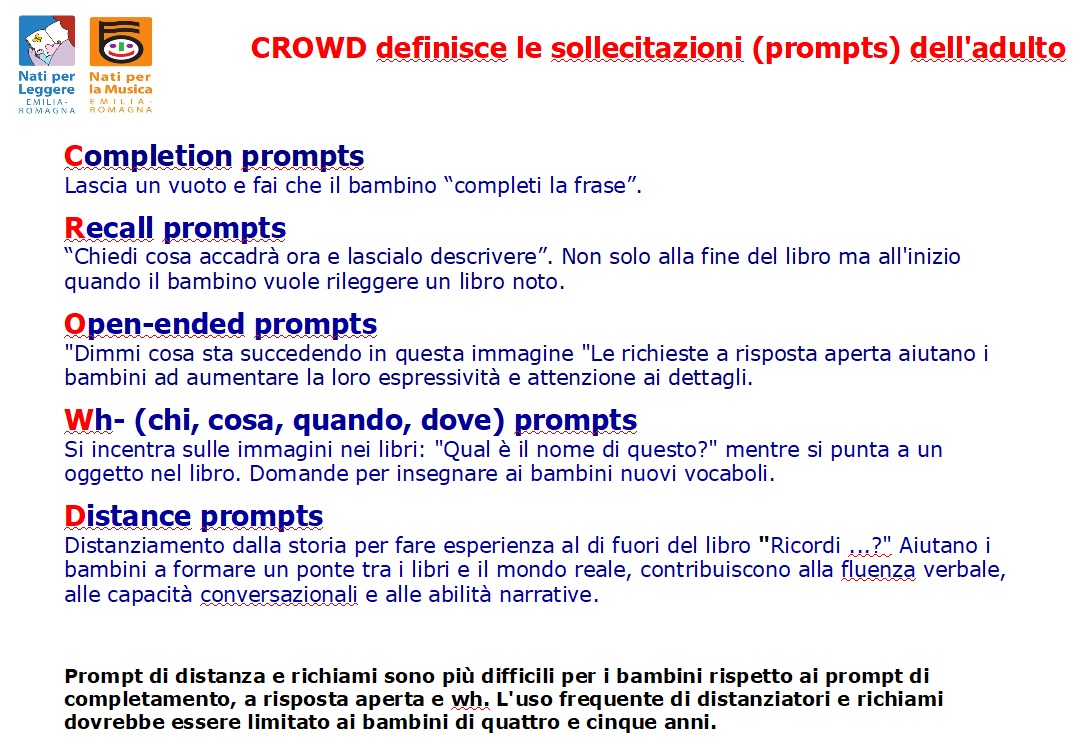 CROWD definisce le sollecitazioni (prompts) dell'adulto
Nati per
Leggere
EMILIA-
ROMAGNA
Nati per
la Musica
EMILIA-
ROMAGNA
Completion prompts
Lascia un vuoto e fai che il bambino “completi la frase”.
Recall prompts
“Chiedi cosa accadrà ora e lascialo descrivere”. Non solo alla fine del libro ma all'inizio
quando il bambino vuole rileggere un libro noto.
Open-ended prompts
"Dimmi cosa sta succedendo in questa immagine "Le richieste a risposta aperta aiutano i
bambini ad aumentare la loro espressività e attenzione ai dettagli.
Wh- (chi, cosa, quando, dove) prompts
Si incentra sulle immagini nei libri: "Qual è il nome di questo?" mentre si punta a un
oggetto nel libro. Domande per insegnare ai bambini nuovi vocaboli.
Distance prompts
Distanziamento dalla storia per fare esperienza al di fuori del libro "Ricordi ...?" Aiutano i
bambini a formare un ponte tra i libri e il mondo reale, contribuiscono alla fluenza verbale,
alle capacità conversazionali e alle abilità narrative.
Prompt di distanza e richiami sono più difficili per i bambini rispetto ai prompt di
completamento, a risposta aperta e wh. L'uso frequente di distanziatori e richiami
dovrebbe essere limitato ai bambini di quattro e cinque anni.